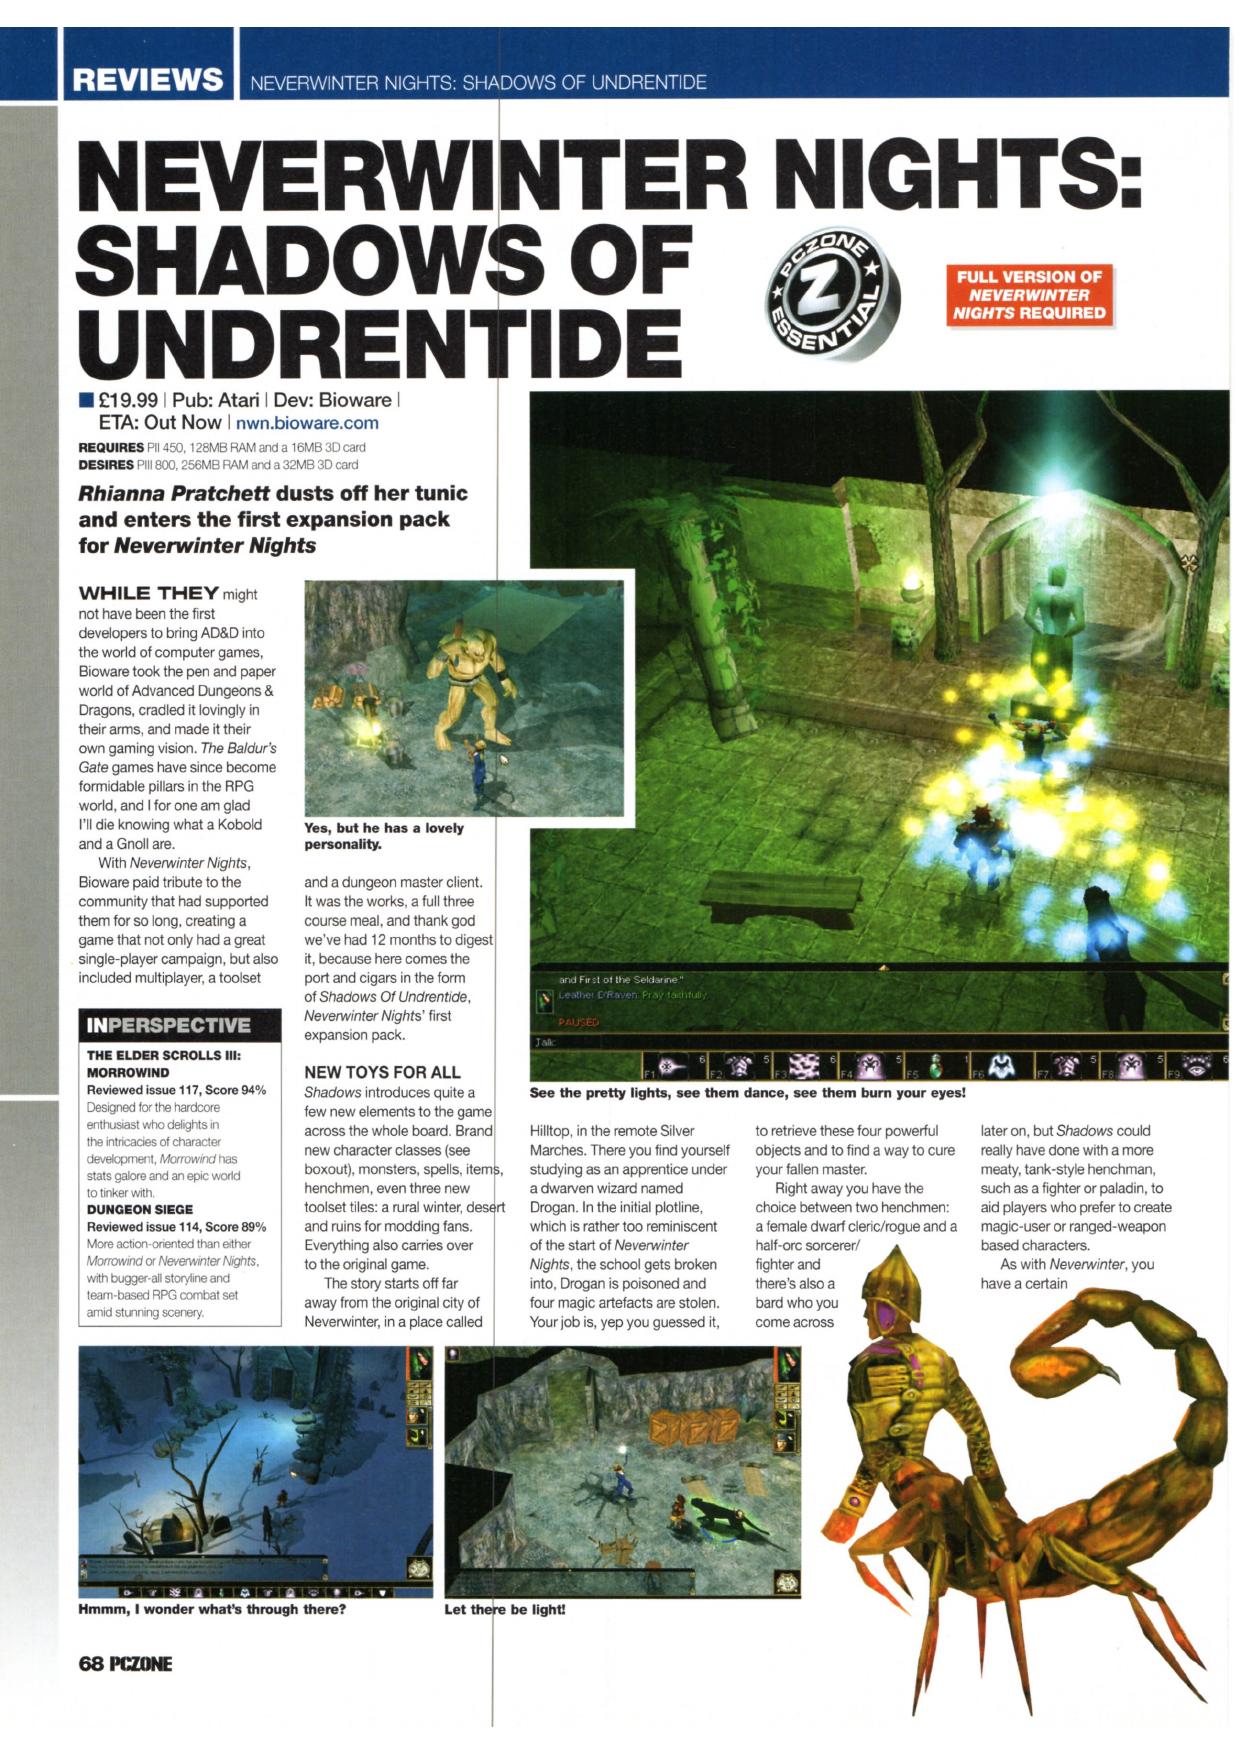 REVIEWS
NEVERWINTER NIGHTS: SHADOWS OF UNDRENTIDE
NEVERWINTER NIGHTS:
SHADOWS OF
UNDRENTIDE
PCZONE
Z
ESSENTIAL
FULL VERSION OF
NEVERWINTER
NIGHTS REQUIRED
£19.99 | Pub: Atari | Dev: Bioware |
ETA: Out Now | nwn.bioware.com
REQUIRES PII 450, 128MB RAM and a 16MB 3D card
DESIRES PIII 800, 256MB RAM and a 32MB 3D card
Rhianna Pratchett dusts off her tunic
and enters the first expansion pack
for Neverwinter Nights
WHILE THEY might
not have been the first
developers to bring AD&D into
the world of computer games,
Bioware took the pen and paper
world of Advanced Dungeons &
Dragons, cradled it lovingly in
their arms, and made it their
own gaming vision. The Baldur's
Gate games have since become
formidable pillars in the RPG
world, and I for one am glad
I'll die knowing what a Kobold
and a Gnoll are.
With Neverwinter Nights,
Bioware paid tribute to the
community that had supported
them for so long, creating a
game that not only had a great
single-player campaign, but also
included multiplayer, a toolset
Yes, but he has a lovely
personality.
and a dungeon master client.
It was the works, a full three
course meal, and thank god
we've had 12 months to digest
it, because here comes the
port and cigars in the form
of Shadows Of Undrentide,
Neverwinter Nights' first
expansion pack.
NEW TOYS FOR ALL
Shadows introduces quite a
few new elements to the game
across the whole board. Brand
new character classes (see
boxout), monsters, spells, items,
henchmen, even three new
toolset tiles: a rural winter, desert
and ruins for modding fans.
Everything also carries over
to the original game.
The story starts off far
away from the original city of
Neverwinter, in a place called
INPERSPECTIVE
THE ELDER SCROLLS III:
MORROWIND
Reviewed issue 117, Score 94%
Designed for the hardcore
enthusiast who delights in
the intricacies of character
development, Morrowind has
stats galore and an epic world
to tinker with.
DUNGEON SIEGE
Reviewed issue 114, Score 89%
More action-oriented than either
Morrowind or Neverwinter Nights,
with bugger-all storyline and
team-based RPG combat set
amid stunning scenery.
and First of the Seldarine."
Leather D'Raven: Pray faithfully
PAUSED
Talk:
F1 6 F2 5 F3 6 F4 5 F5 1 F6 F7 5 F8 5 F9 6
See the pretty lights, see them dance, see them burn your eyes!
Hilltop, in the remote Silver
Marches. There you find yourself
studying as an apprentice under
a dwarven wizard named
Drogan. In the initial plotline,
which is rather too reminiscent
of the start of Neverwinter
Nights, the school gets broken
into, Drogan is poisoned and
four magic artefacts are stolen.
Your job is, yep you guessed it,
to retrieve these four powerful
objects and to find a way to cure
your fallen master.
Right away you have the
choice between two henchmen:
a female dwarf cleric/rogue and a
half-orc sorcerer/
fighter and
there's also a
bard who you
come across
later on, but Shadows could
really have done with a more
meaty, tank-style henchman,
such as a fighter or paladin, to
aid players who prefer to create
magic-user or ranged-weapon
based characters.
As with Neverwinter, you
have a certain
Hmmm, I wonder what's through there?
Let there be light!
68 PCZONE